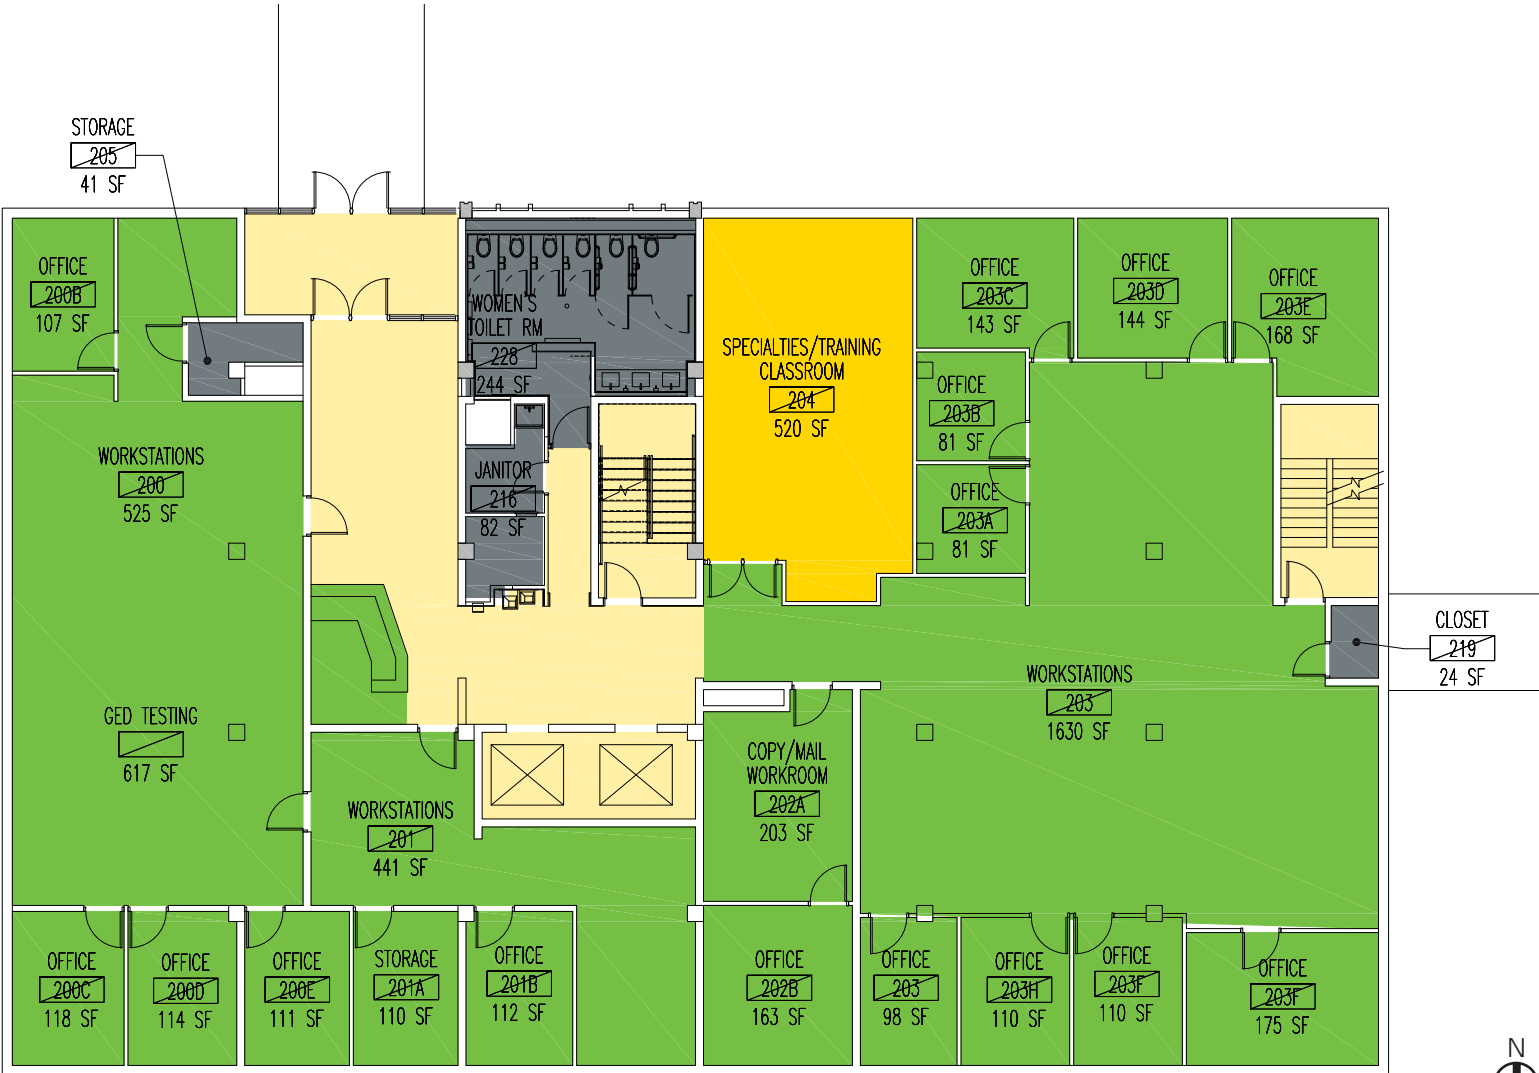 STORAGE
205
41 SF
OFFICE
200B
107 SF
WOMEN'S
TOILET RM
228
244 SF
SPECIALTIES/TRAINING
CLASSROOM
204
520 SF
OFFICE
203C
143 SF
OFFICE
203D
144 SF
OFFICE
203E
168 SF
OFFICE
203B
81 SF
OFFICE
203A
81 SF
WORKSTATIONS
200
525 SF
JANITOR
216
82 SF
CLOSET
219
24 SF
WORKSTATIONS
203
1630 SF
GED TESTING
617 SF
WORKSTATIONS
201
441 SF
COPY/MAIL
WORKROOM
202A
203 SF
OFFICE
200C
118 SF
OFFICE
200D
114 SF
OFFICE
200E
111 SF
STORAGE
201A
110 SF
OFFICE
201B
112 SF
OFFICE
202B
163 SF
OFFICE
203
98 SF
OFFICE
203H
110 SF
OFFICE
203F
110 SF
OFFICE
203F
175 SF
N